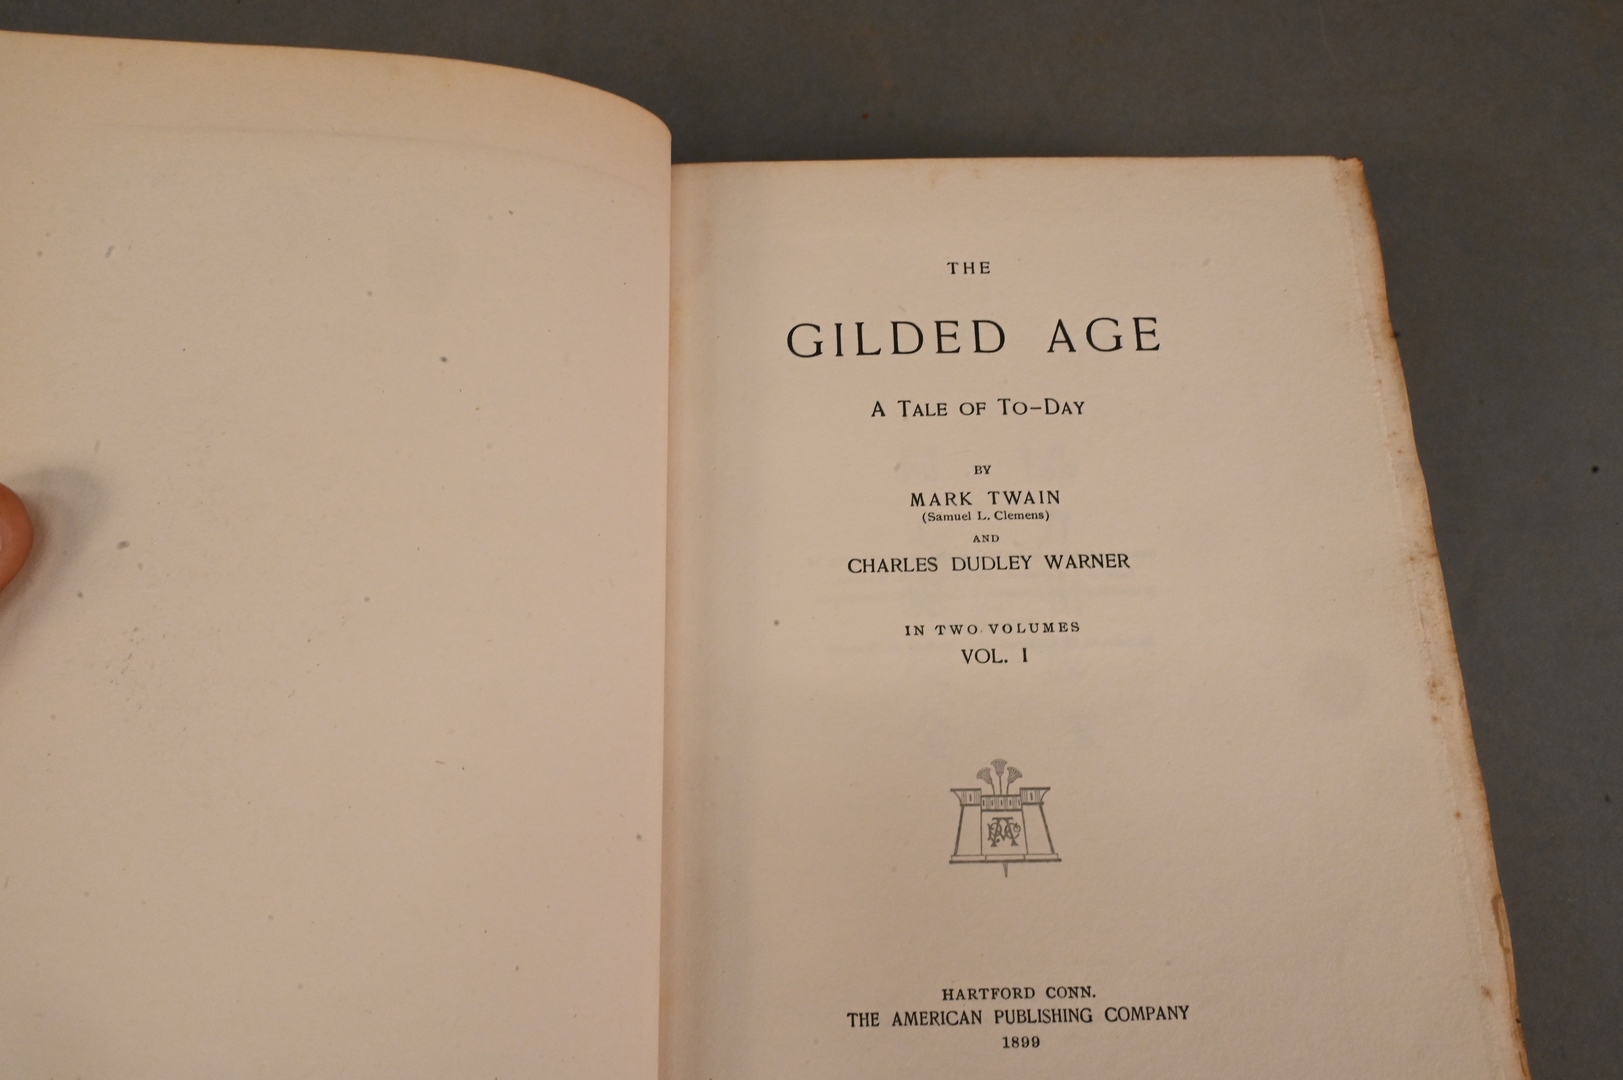 THE
GILDED AGE
A TALE OF TO-DAY
BY
MARK TWAIN
(Samuel L. Clemens)
AND
CHARLES DUDLEY WARNER
IN TWO VOLUMES
VOL. I
HARTFORD CONN.
THE AMERICAN PUBLISHING COMPANY
1899